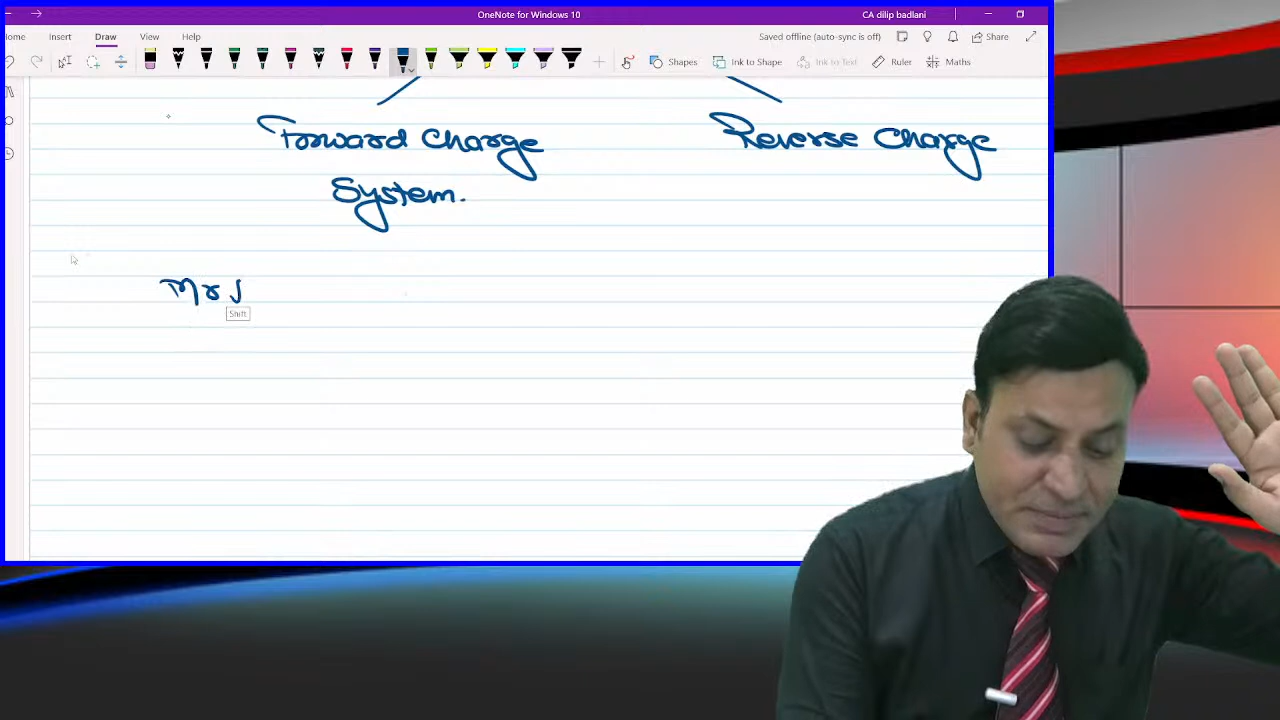 OneNote for Windows 10
CA dilip badlani
Home Insert Draw View Help
Saved offline (auto-sync is off)
Share
Shapes Ink to Shape Ink to Text Ruler Maths
Forward Charge
System.
Reverse Charge
Mr J
Shift